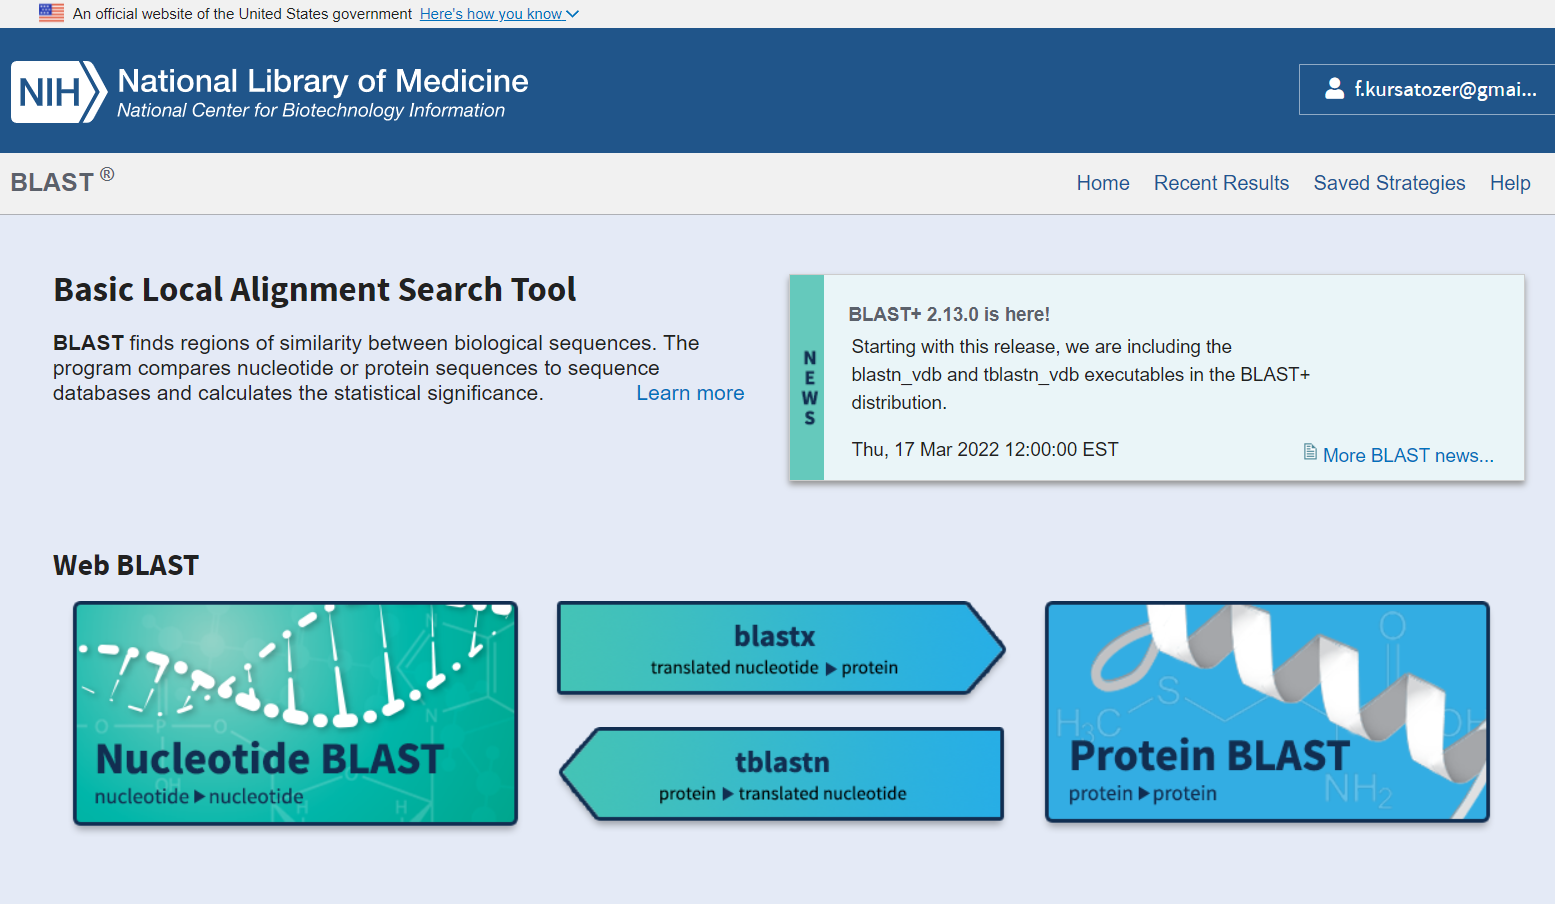 An official website of the United States government Here's how you know
NIH National Library of Medicine
National Center for Biotechnology Information
f.kursatozer@gmai...
BLAST ®
Home Recent Results Saved Strategies Help
Basic Local Alignment Search Tool
BLAST finds regions of similarity between biological sequences. The
program compares nucleotide or protein sequences to sequence
databases and calculates the statistical significance. Learn more
NEWS
BLAST+ 2.13.0 is here!
Starting with this release, we are including the
blastn_vdb and tblastn_vdb executables in the BLAST+
distribution.
Thu, 17 Mar 2022 12:00:00 EST
More BLAST news...
Web BLAST
Nucleotide BLAST
nucleotide ▶ nucleotide
blastx
translated nucleotide ▶ protein
tblastn
protein ▶ translated nucleotide
O
S
H₃C
OH
Protein BLAST
protein ▶ protein
NH₂